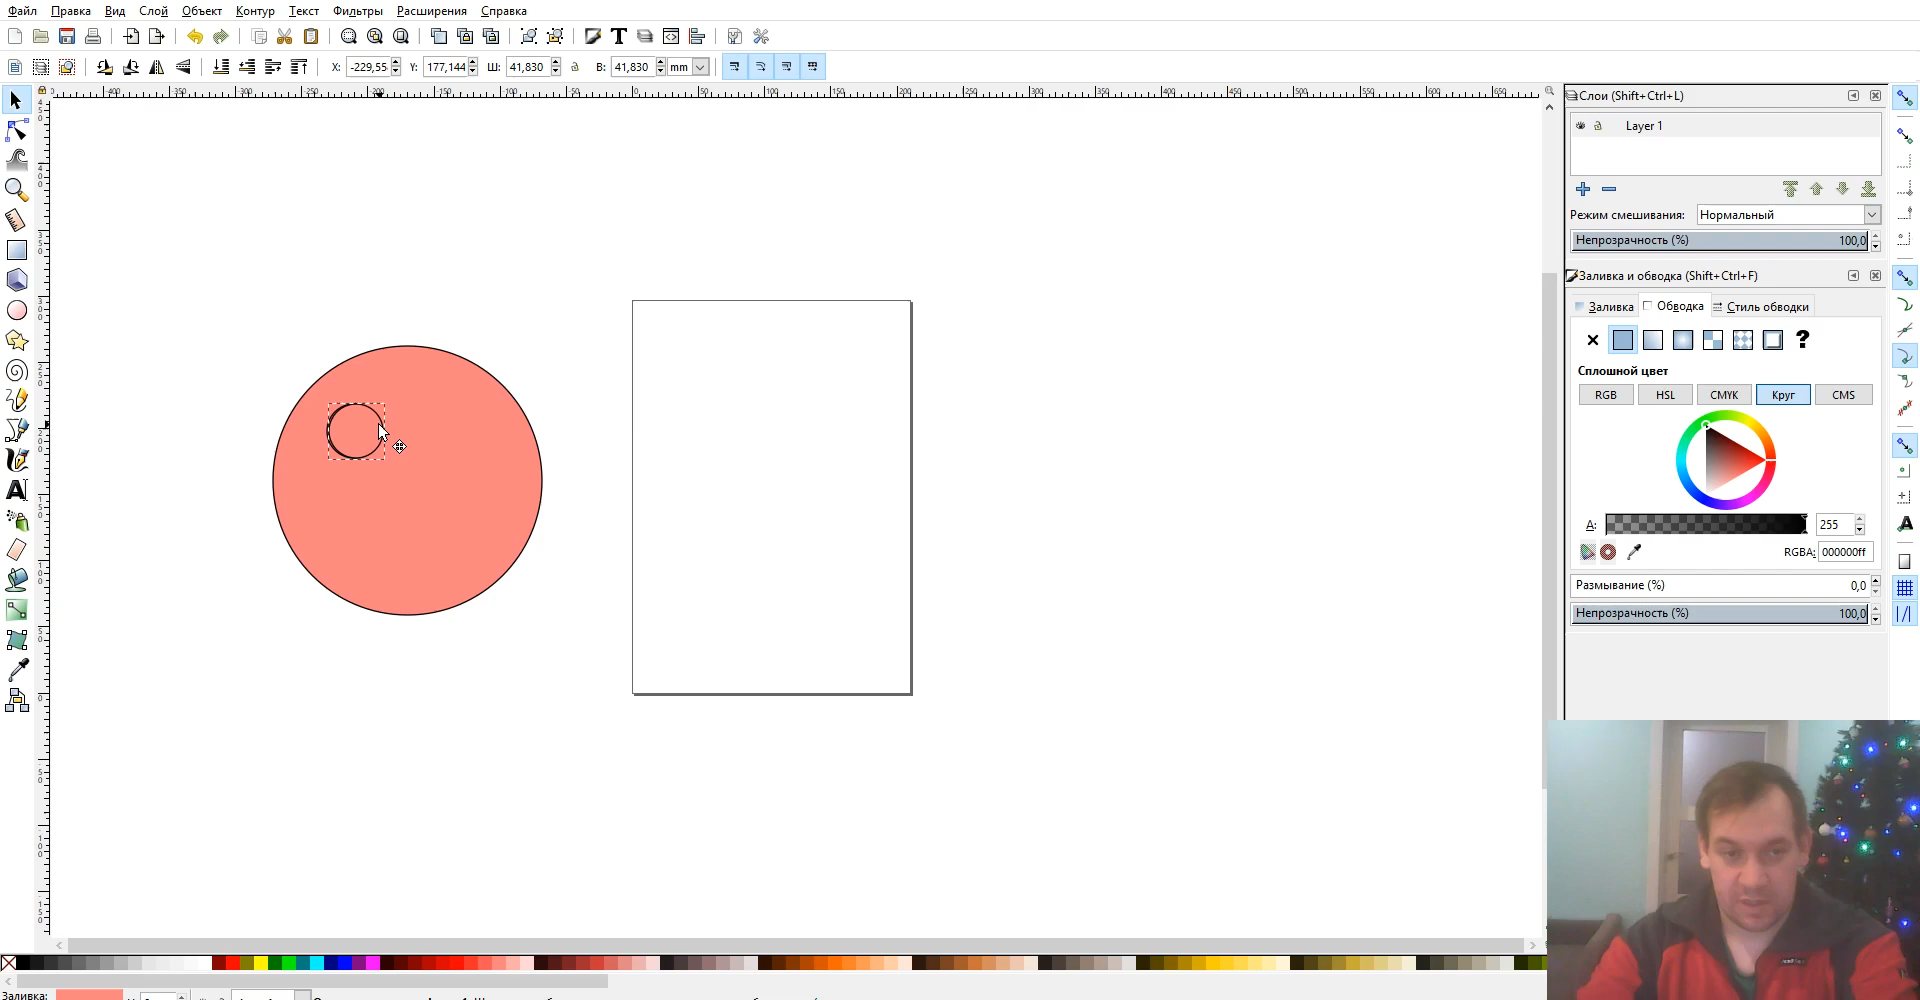 Файл Правка Вид Слой Объект Контур Текст Фильтры Расширения Справка
X: -229,55 Y: 177,144 Ш: 41,830 В: 41,830 mm
Слои (Shift+Ctrl+L)
Layer 1
Режим смешивания: Нормальный
Непрозрачность (%) 100,0
Заливка и обводка (Shift+Ctrl+F)
Заливка Обводка Стиль обводки
Сплошной цвет
RGB HSL CMYK Круг CMS
A: 255
RGBA: 000000ff
Размывание (%) 0,0
Непрозрачность (%) 100,0
Заливка: